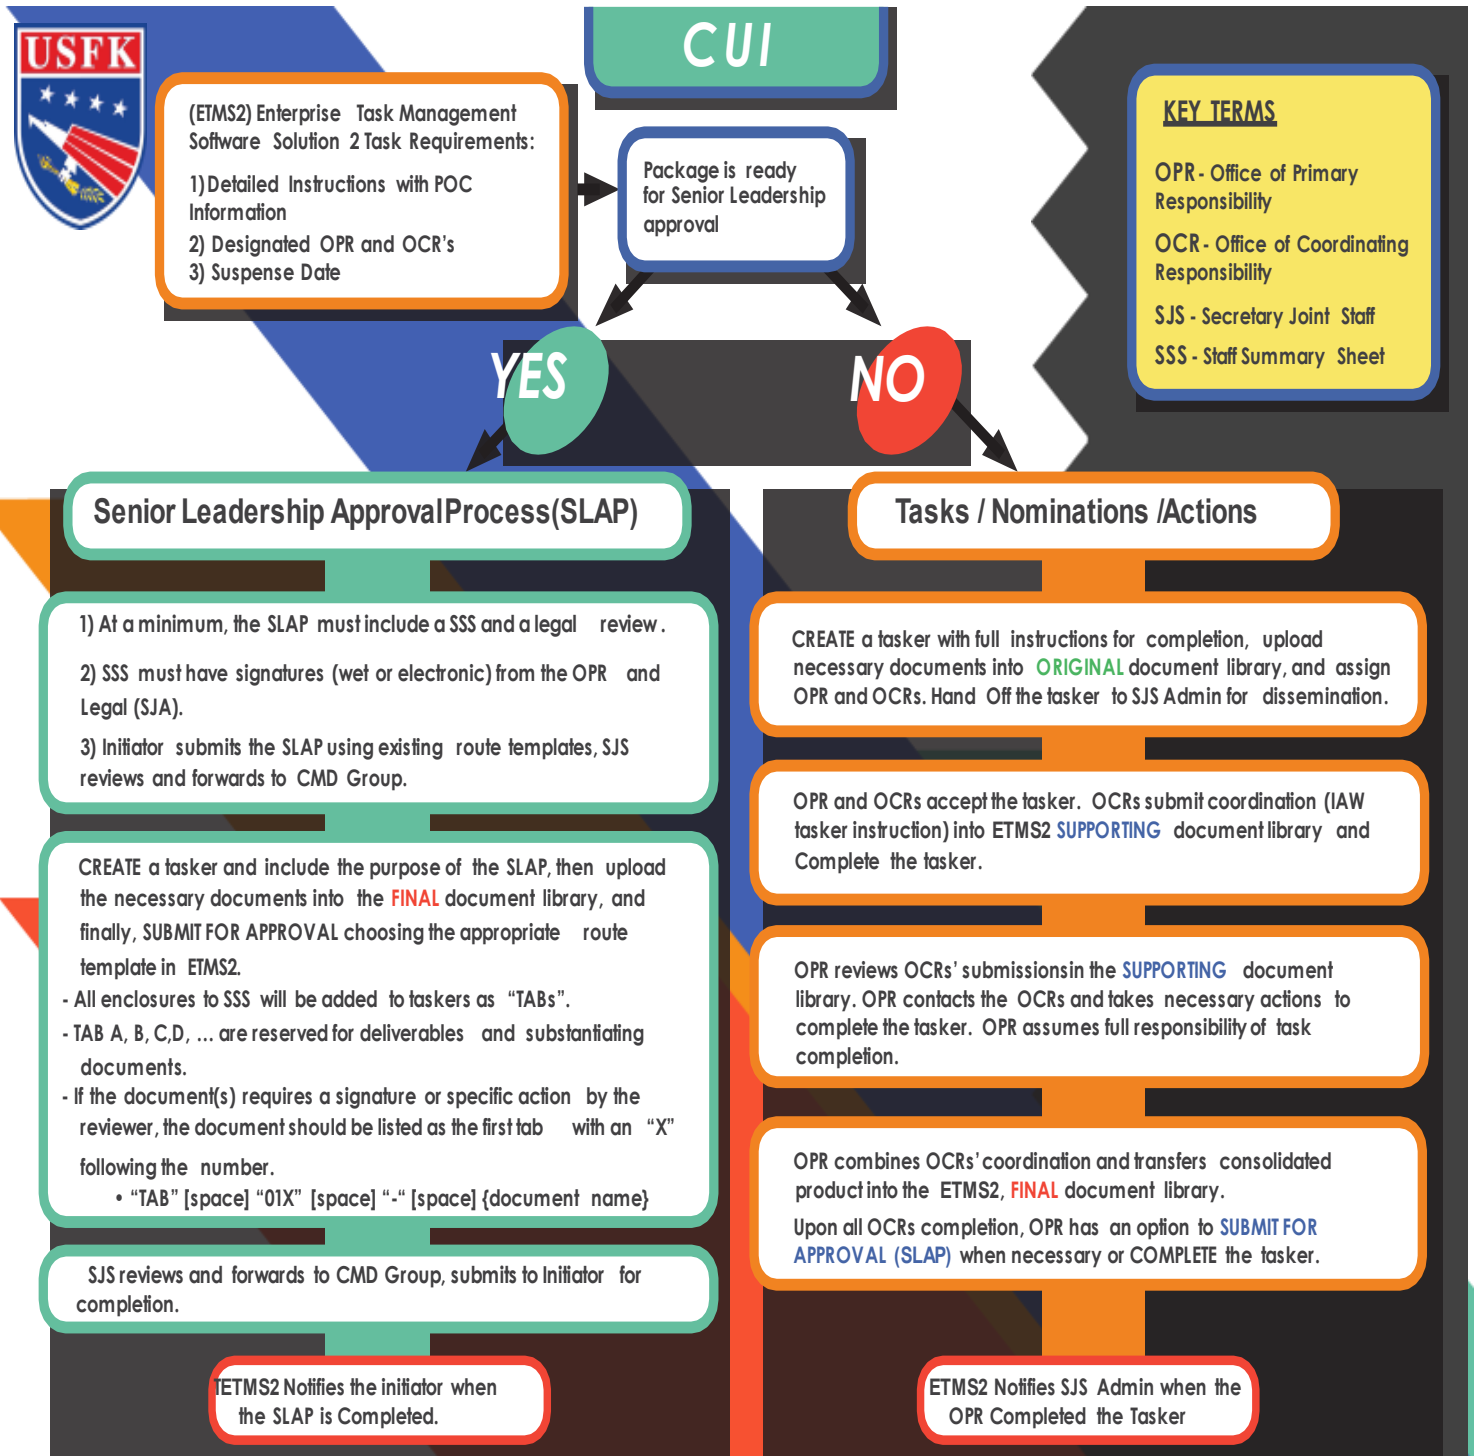 USFK
CUI
(ETMS2) Enterprise Task Management
Software Solution 2 Task Requirements:
1) Detailed Instructions with POC
Information
2) Designated OPR and OCR’s
3) Suspense Date
Package is ready
for Senior Leadership
approval
KEY TERMS
OPR - Office of Primary
Responsibility
OCR - Office of Coordinating
Responsibility
SJS - Secretary Joint Staff
SSS - Staff Summary Sheet
YES
NO
Senior Leadership Approval Process(SLAP)
1) At a minimum, the SLAP must include a SSS and a legal review .
2) SSS must have signatures (wet or electronic) from the OPR and
Legal (SJA).
3) Initiator submits the SLAP using existing route templates, SJS
reviews and forwards to CMD Group.
CREATE a tasker and include the purpose of the SLAP, then upload
the necessary documents into the FINAL document library, and
finally, SUBMIT FOR APPROVAL choosing the appropriate route
template in ETMS2.
- All enclosures to SSS will be added to taskers as “TABs”.
- TAB A, B, C,D, … are reserved for deliverables and substantiating
documents.
- If the document(s) requires a signature or specific action by the
reviewer, the document should be listed as the first tab with an “X”
following the number.
• “TAB” [space] “01X” [space] “-“ [space] {document name}
SJS reviews and forwards to CMD Group, submits to Initiator for
completion.
TETMS2 Notifies the initiator when
the SLAP is Completed.
Tasks / Nominations /Actions
CREATE a tasker with full instructions for completion, upload
necessary documents into ORIGINAL document library, and assign
OPR and OCRs. Hand Off the tasker to SJS Admin for dissemination.
OPR and OCRs accept the tasker. OCRs submit coordination (IAW
tasker instruction) into ETMS2 SUPPORTING document library and
Complete the tasker.
OPR reviews OCRs’ submissionsin the SUPPORTING document
library. OPR contacts the OCRs and takes necessary actions to
complete the tasker. OPR assumes full responsibility of task
completion.
OPR combines OCRs’ coordination and transfers consolidated
product into the ETMS2, FINAL document library.
Upon all OCRs completion, OPR has an option to SUBMIT FOR
APPROVAL (SLAP) when necessary or COMPLETE the tasker.
ETMS2 Notifies SJS Admin when the
OPR Completed the Tasker